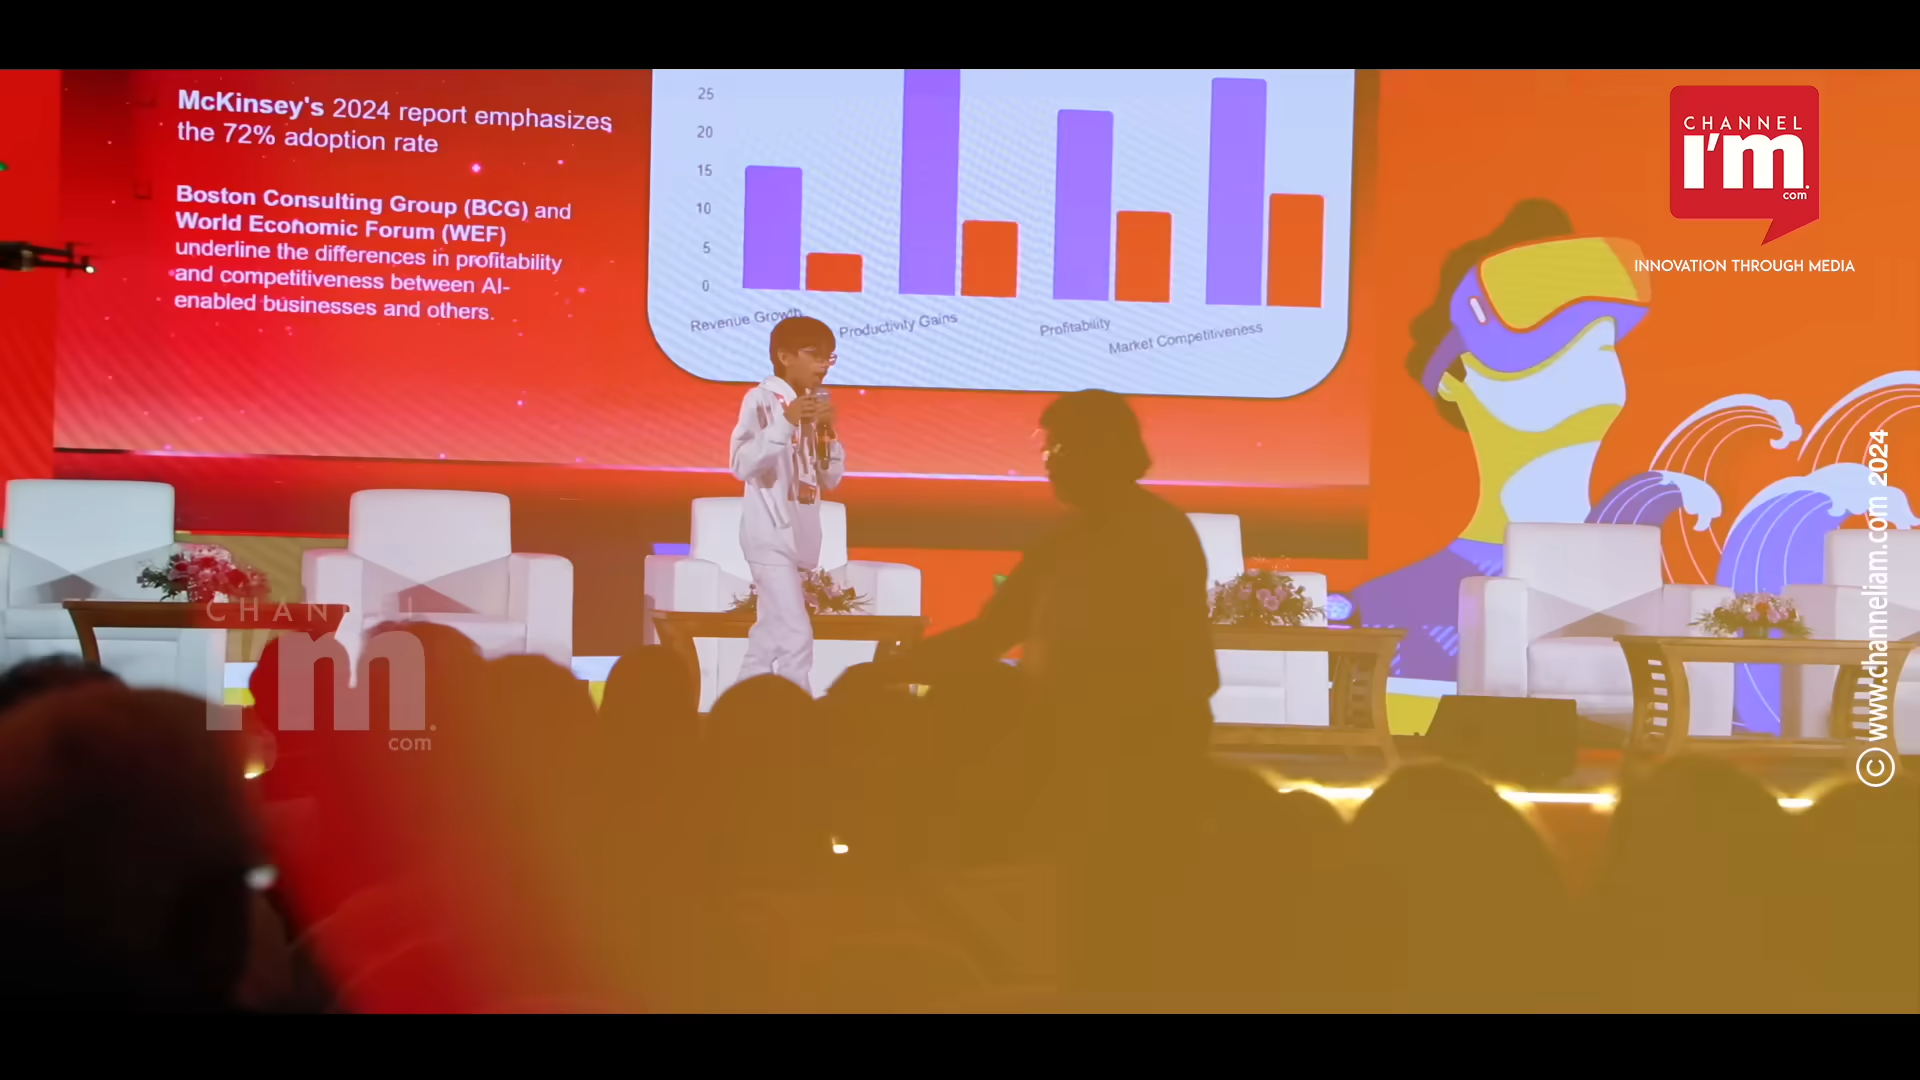 McKinsey's 2024 report emphasizes
the 72% adoption rate
Boston Consulting Group (BCG) and
World Economic Forum (WEF)
underline the differences in profitability
and competitiveness between AI-
enabled businesses and others.
25
20
15
10
5
0
Revenue Growth
Productivity Gains
Profitability
Market Competitiveness
CHANNEL
I'm.
com
INNOVATION THROUGH MEDIA
© www.channeliam.com 2024
CHANNEL
I'm.
com